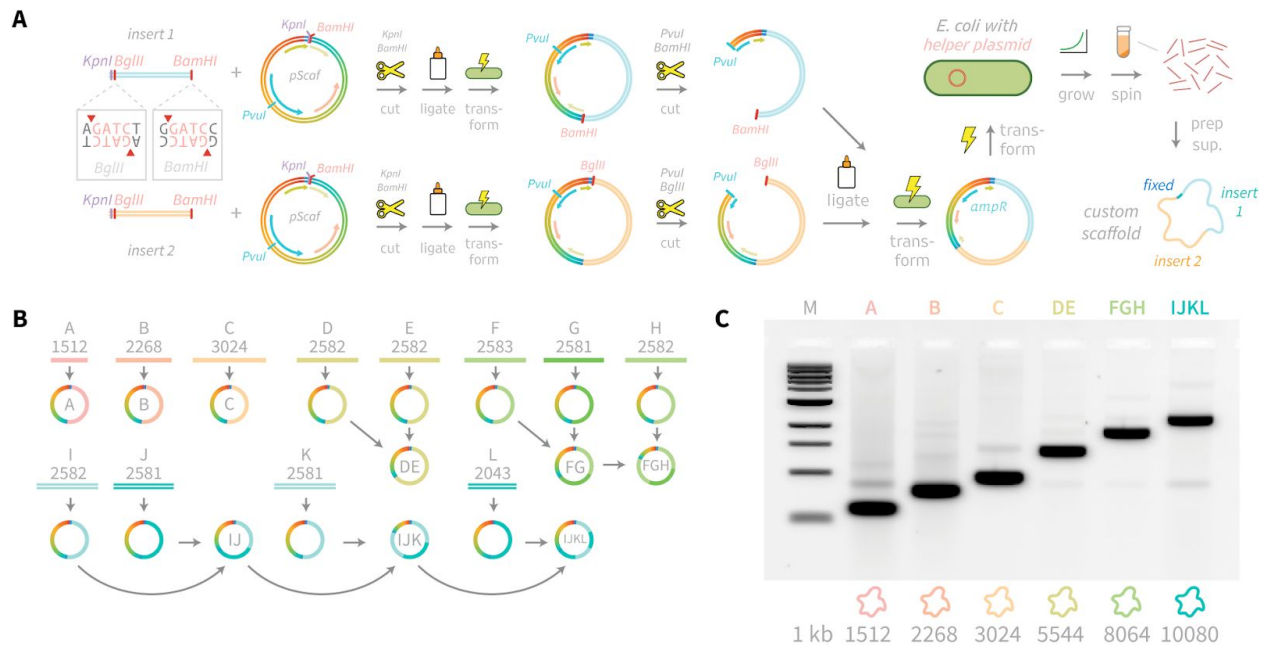 A
insert 1
KpnI BglII BamHI
AGATCT
TCTAGA
BglII
GGATCC
CCTAGG
BamHI
KpnI BglII BamHI
insert 2
+
KpnI BamHI
pScaf
PvuI
KpnI
BamHI
cut
ligate
trans-
form
PvuI
BamHI
PvuI
BamHI
cut
PvuI
BamHI
+
KpnI BamHI
pScaf
PvuI
KpnI
BamHI
cut
ligate
trans-
form
PvuI
BglII
PvuI
BglII
cut
PvuI
BglII
ligate
trans-
form
ampR
trans-
form
E. coli with
helper plasmid
grow
spin
prep
sup.
custom
scaffold
fixed
insert
1
insert 2
B
A B C D E F G H
1512 2268 3024 2582 2582 2583 2581 2582
A B C
DE FG FGH
I J K L
2582 2581 2581 2043
IJ IJK IJKL
C
M A B C DE FGH IJKL
1 kb 1512 2268 3024 5544 8064 10080